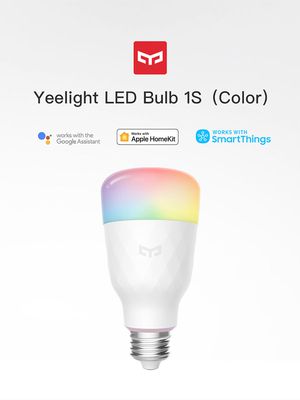 Yeelight LED Bulb 1S（Color）
works with the
Google Assistant
Works with
Apple HomeKit
WORKS WITH
SmartThings